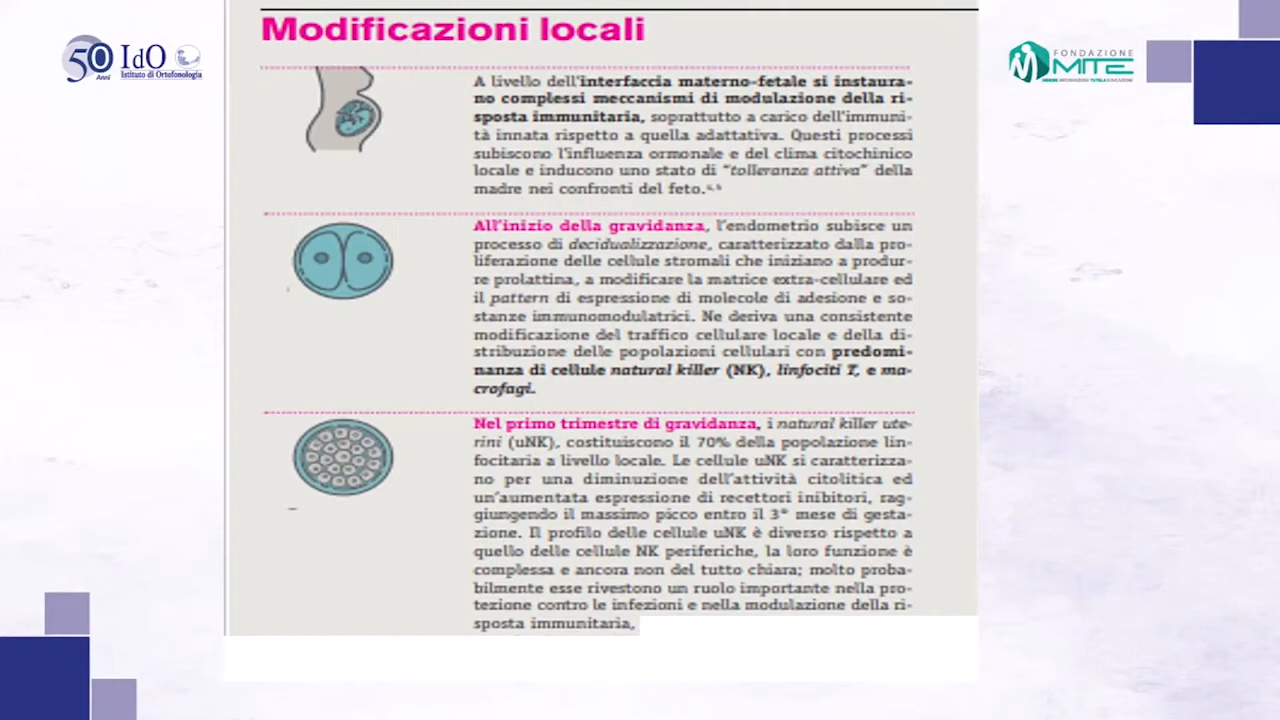 Modificazioni locali
50 Anni
IdO
Istituto di Ortofonologia
FONDAZIONE
MITE
A livello dell'interfaccia materno-fetale si instaura-
no complessi meccanismi di modulazione della ri-
sposta immunitaria, soprattutto a carico dell'immuni-
tà innata rispetto a quella adattativa. Questi processi
subiscono l'influenza ormonale e del clima citochinico
locale e inducono uno stato di "tolleranza attiva" della
madre nei confronti del feto.
All'inizio della gravidanza, l'endometrio subisce un
processo di decidualizzazione, caratterizzato dalla pro-
liferazione delle cellule stromali che iniziano a produr-
re prolattina, a modificare la matrice extra-cellulare ed
il pattern di espressione di molecole di adesione e so-
stanze immunomodulatrici. Ne deriva una consistente
modificazione del traffico cellulare locale e della di-
stribuzione delle popolazioni cellulari con predomi-
nanza di cellule natural killer (NK), linfociti T, e ma-
crofagi.
Nel primo trimestre di gravidanza, i natural killer ute-
rini (uNK), costituiscono il 70% della popolazione lin-
focitaria a livello locale. Le cellule uNK si caratterizza-
no per una diminuzione dell'attività citolitica ed
un'aumentata espressione di recettori inibitori, rag-
giungendo il massimo picco entro il 3° mese di gesta-
zione. Il profilo delle cellule uNK è diverso rispetto a
quello delle cellule NK periferiche, la loro funzione è
complessa e ancora non del tutto chiara; molto proba-
bilmente esse rivestono un ruolo importante nella pro-
tezione contro le infezioni e nella modulazione della ri-
sposta immunitaria,